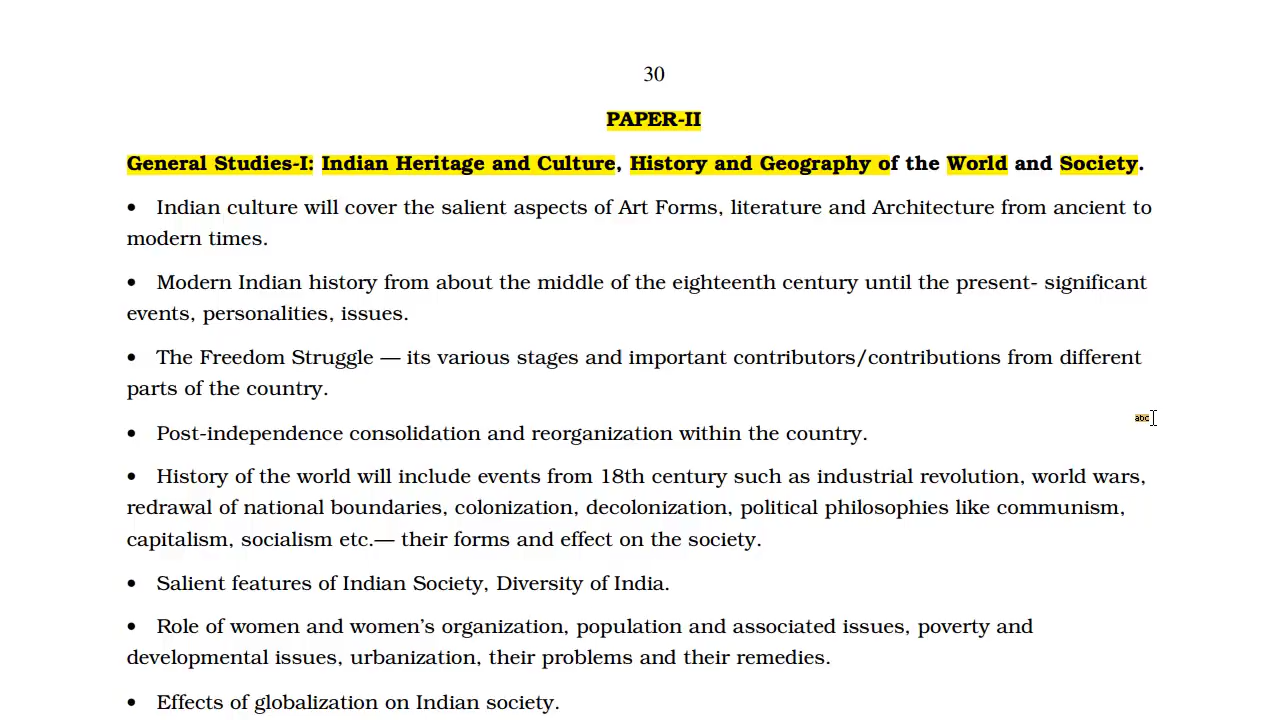 30
PAPER-II
General Studies-I: Indian Heritage and Culture, History and Geography of the World and Society.
• Indian culture will cover the salient aspects of Art Forms, literature and Architecture from ancient to
modern times.
• Modern Indian history from about the middle of the eighteenth century until the present- significant
events, personalities, issues.
• The Freedom Struggle — its various stages and important contributors/contributions from different
parts of the country.
abc
• Post-independence consolidation and reorganization within the country.
• History of the world will include events from 18th century such as industrial revolution, world wars,
redrawal of national boundaries, colonization, decolonization, political philosophies like communism,
capitalism, socialism etc.— their forms and effect on the society.
• Salient features of Indian Society, Diversity of India.
• Role of women and women’s organization, population and associated issues, poverty and
developmental issues, urbanization, their problems and their remedies.
• Effects of globalization on Indian society.